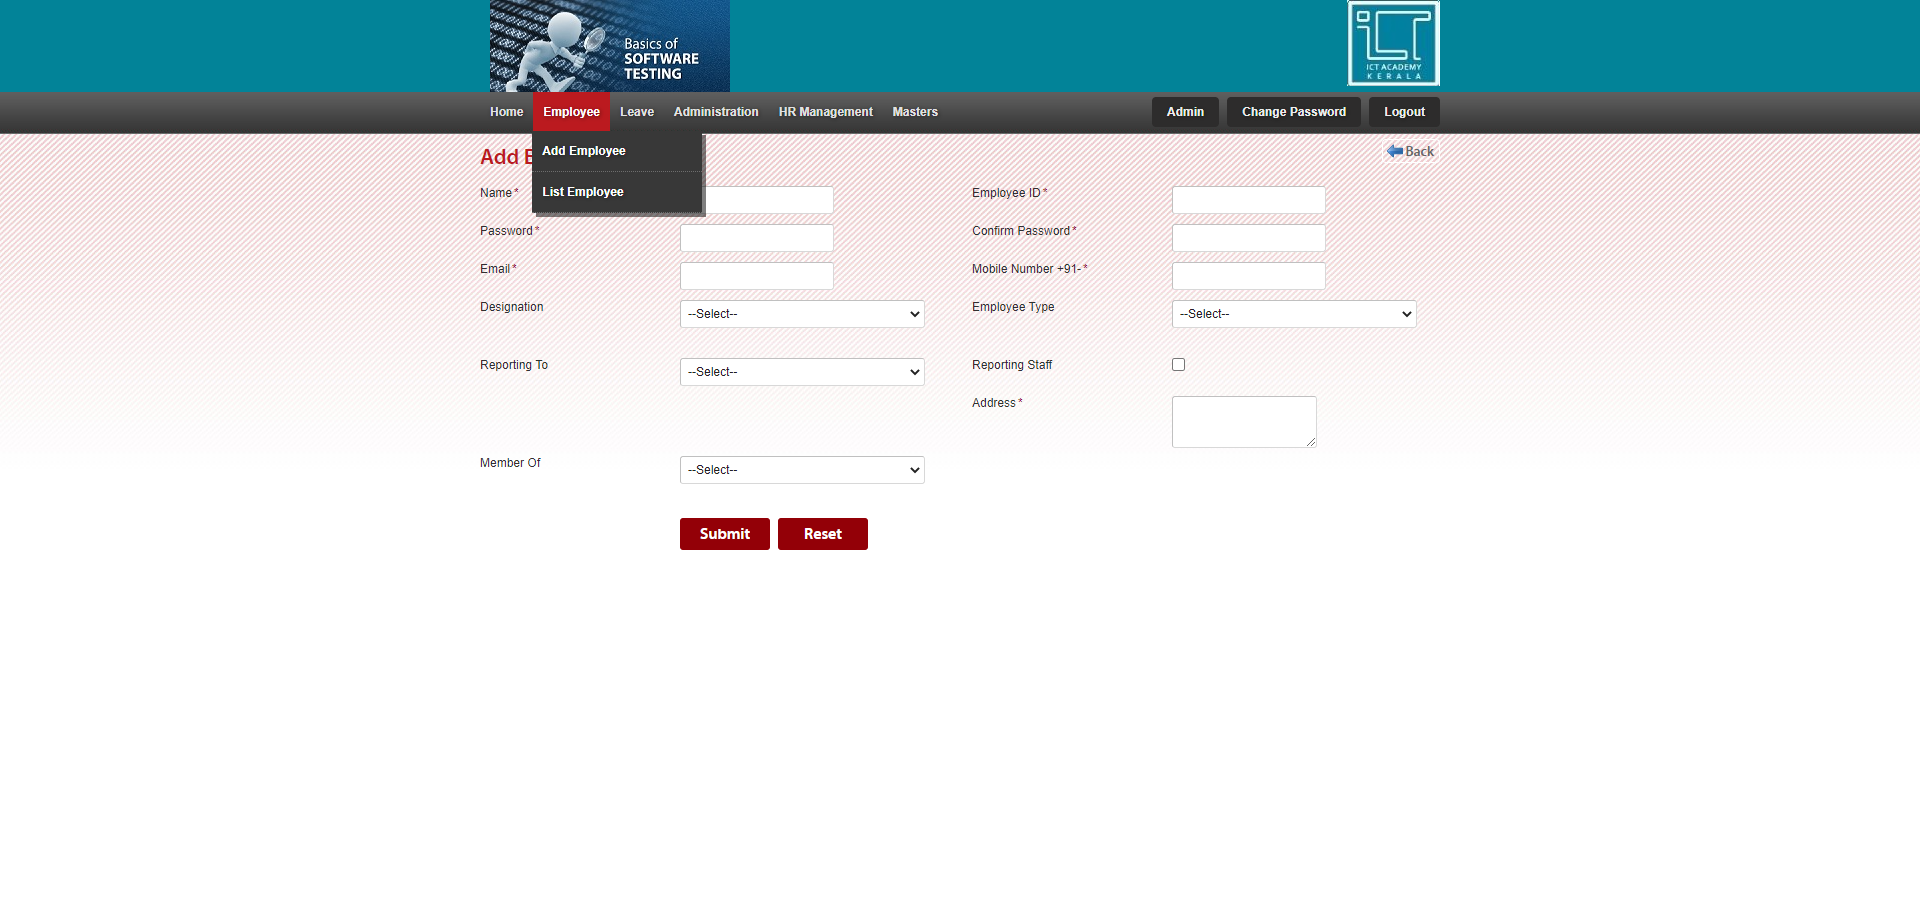 Basics of
SOFTWARE
TESTING
ICT ACADEMY
KERALA
Home Employee Leave Administration HR Management Masters Admin Change Password Logout
Add Employee
List Employee
Add E
Back
Name* Employee ID*
Password* Confirm Password*
Email* Mobile Number +91-*
Designation --Select-- Employee Type --Select--
Reporting To --Select-- Reporting Staff
Address*
Member Of --Select--
Submit Reset